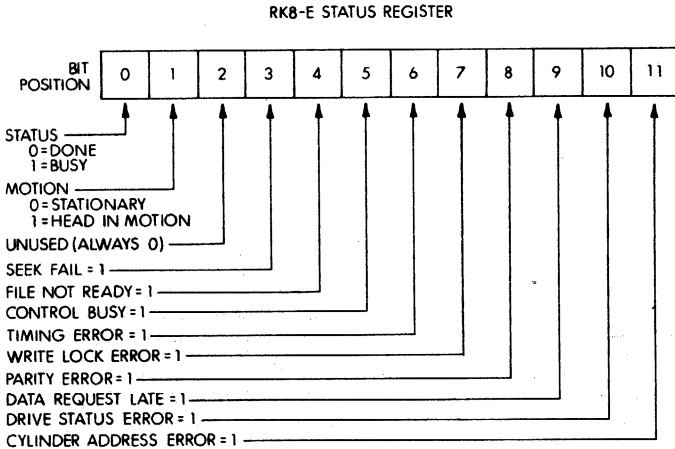 RK8-E STATUS REGISTER
BIT POSITION 0 1 2 3 4 5 6 7 8 9 10 11
STATUS
0=DONE
1=BUSY
MOTION
0=STATIONARY
1=HEAD IN MOTION
UNUSED (ALWAYS 0)
SEEK FAIL = 1
FILE NOT READY = 1
CONTROL BUSY = 1
TIMING ERROR = 1
WRITE LOCK ERROR = 1
PARITY ERROR = 1
DATA REQUEST LATE = 1
DRIVE STATUS ERROR = 1
CYLINDER ADDRESS ERROR = 1